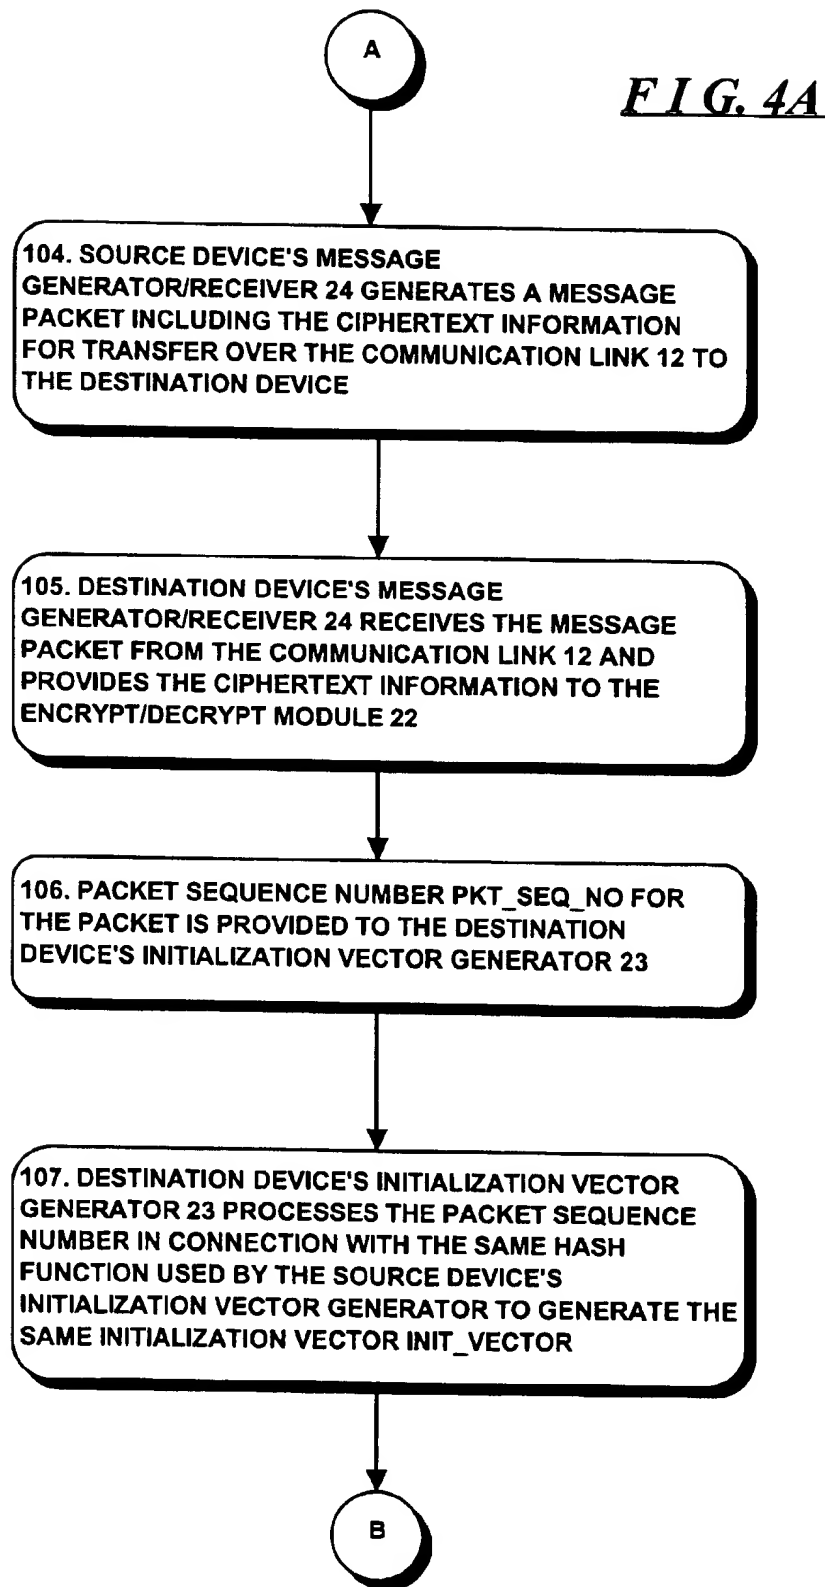 A
FIG. 4A
104. SOURCE DEVICE'S MESSAGE
GENERATOR/RECEIVER 24 GENERATES A MESSAGE
PACKET INCLUDING THE CIPHERTEXT INFORMATION
FOR TRANSFER OVER THE COMMUNICATION LINK 12 TO
THE DESTINATION DEVICE
105. DESTINATION DEVICE'S MESSAGE
GENERATOR/RECEIVER 24 RECEIVES THE MESSAGE
PACKET FROM THE COMMUNICATION LINK 12 AND
PROVIDES THE CIPHERTEXT INFORMATION TO THE
ENCRYPT/DECRYPT MODULE 22
106. PACKET SEQUENCE NUMBER PKT_SEQ_NO FOR
THE PACKET IS PROVIDED TO THE DESTINATION
DEVICE'S INITIALIZATION VECTOR GENERATOR 23
107. DESTINATION DEVICE'S INITIALIZATION VECTOR
GENERATOR 23 PROCESSES THE PACKET SEQUENCE
NUMBER IN CONNECTION WITH THE SAME HASH
FUNCTION USED BY THE SOURCE DEVICE'S
INITIALIZATION VECTOR GENERATOR TO GENERATE THE
SAME INITIALIZATION VECTOR INIT_VECTOR
B